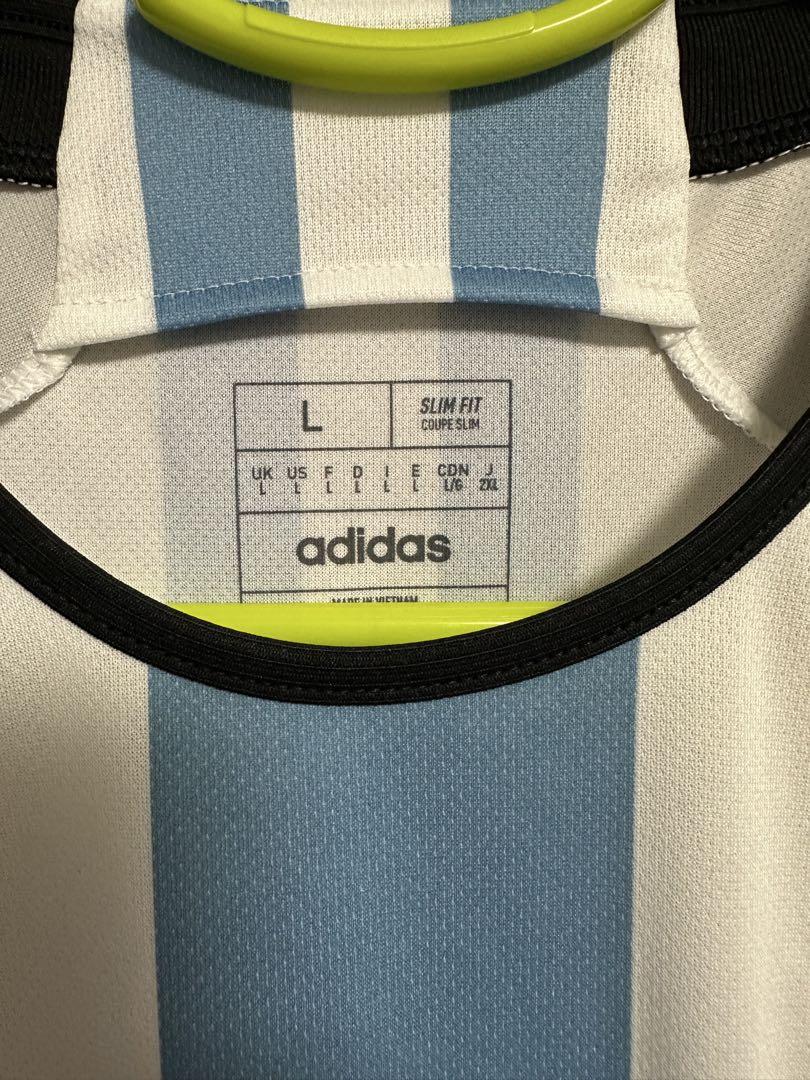 L
SLIM FIT
COUPE SLIM
UK US F D I E CDN J
L L L L L L L/G 2XL
adidas
MADE IN VIETNAM